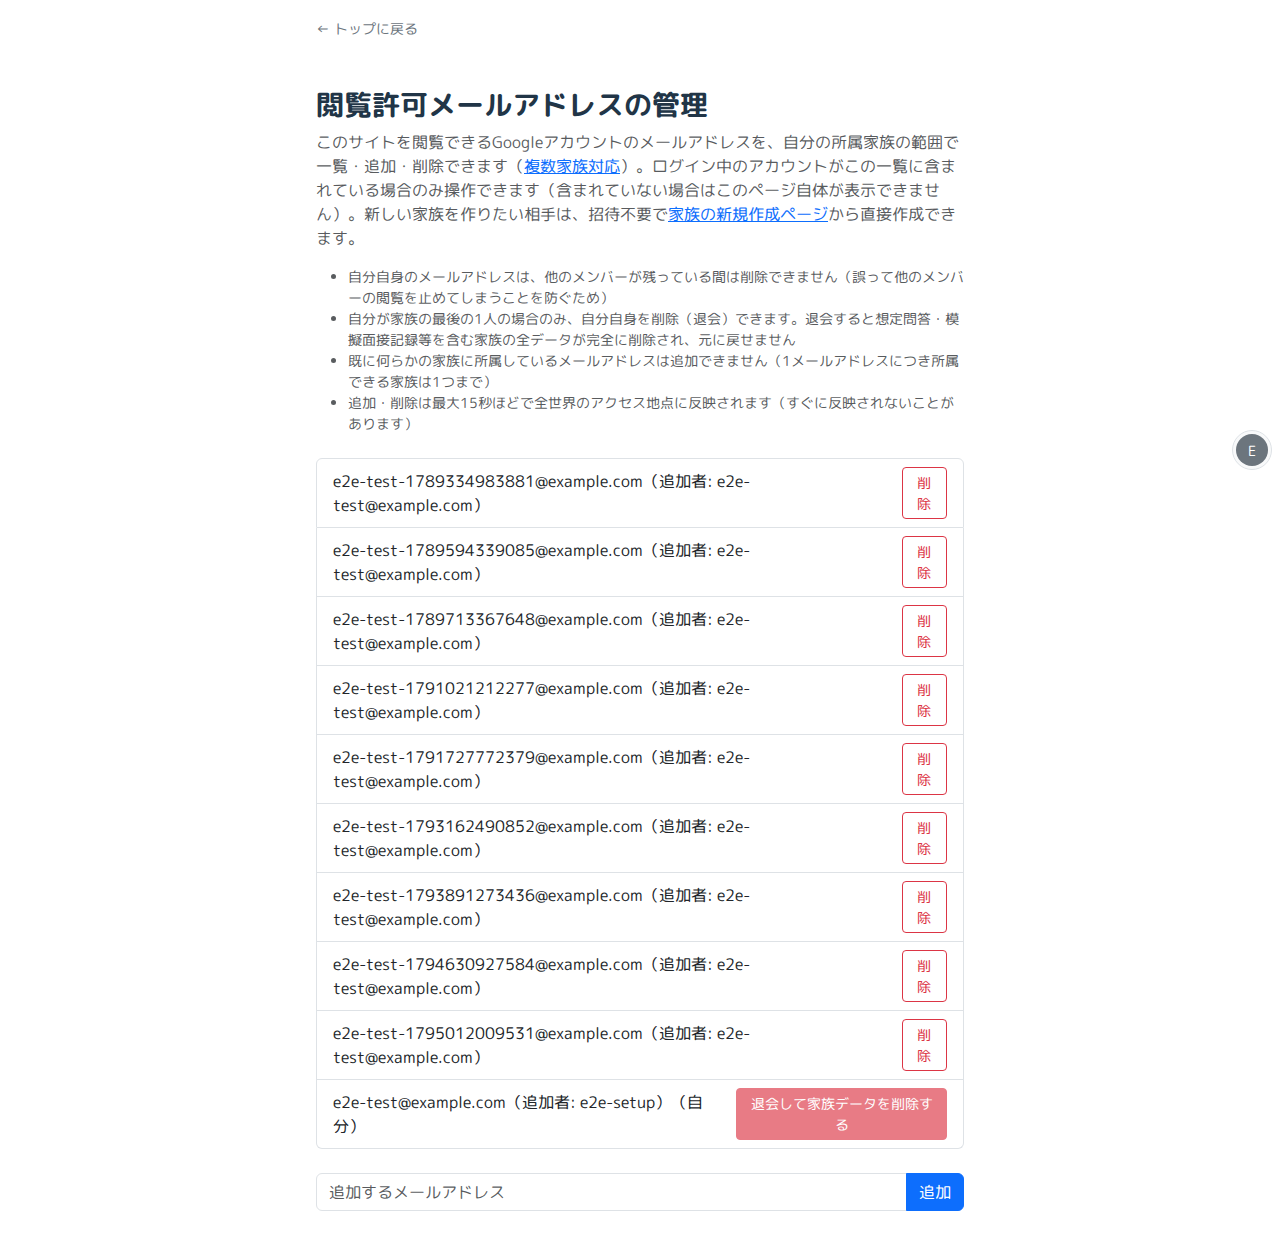 ← トップに戻る
閲覧許可メールアドレスの管理
このサイトを閲覧できるGoogleアカウントのメールアドレスを、自分の所属家族の範囲で
一覧・追加・削除できます（複数家族対応）。ログイン中のアカウントがこの一覧に含ま
れている場合のみ操作できます（含まれていない場合はこのページ自体が表示できませ
ん）。新しい家族を作りたい相手は、招待不要で家族の新規作成ページから直接作成でき
ます。
• 自分自身のメールアドレスは、他のメンバーが残っている間は削除できません（誤って他のメンバ
ーの閲覧を止めてしまうことを防ぐため）
• 自分が家族の最後の1人の場合のみ、自分自身を削除（退会）できます。退会すると想定問答・模
擬面接記録等を含む家族の全データが完全に削除され、元に戻せません
• 既に何らかの家族に所属しているメールアドレスは追加できません（1メールアドレスにつき所属
できる家族は1つまで）
• 追加・削除は最大15秒ほどで全世界のアクセス地点に反映されます（すぐに反映されないことが
あります）
E
e2e-test-1789334983881@example.com（追加者: e2e-
test@example.com）
削
除
e2e-test-1789594339085@example.com（追加者: e2e-
test@example.com）
削
除
e2e-test-1789713367648@example.com（追加者: e2e-
test@example.com）
削
除
e2e-test-1791021212277@example.com（追加者: e2e-
test@example.com）
削
除
e2e-test-1791727772379@example.com（追加者: e2e-
test@example.com）
削
除
e2e-test-1793162490852@example.com（追加者: e2e-
test@example.com）
削
除
e2e-test-1793891273436@example.com（追加者: e2e-
test@example.com）
削
除
e2e-test-1794630927584@example.com（追加者: e2e-
test@example.com）
削
除
e2e-test-1795012009531@example.com（追加者: e2e-
test@example.com）
削
除
e2e-test@example.com（追加者: e2e-setup）（自
分）
退会して家族データを削除す
る
追加するメールアドレス
追加